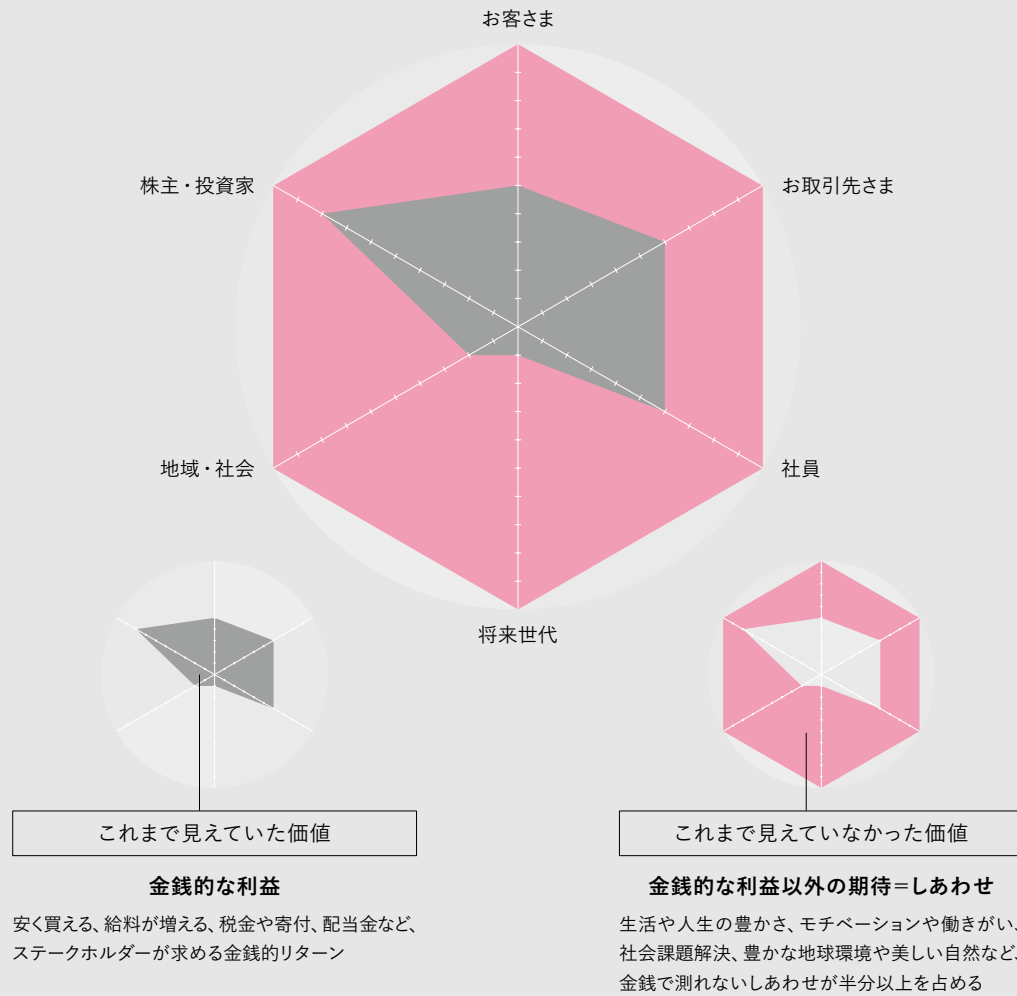 お客さま
株主・投資家
お取引先さま
地域・社会
社員
将来世代
これまで見えていた価値
金銭的な利益
安く買える、給料が増える、税金や寄付、配当金など、
ステークホルダーが求める金銭的リターン
これまで見えていなかった価値
金銭的な利益以外の期待=しあわせ
生活や人生の豊かさ、モチベーションや働きがい、
社会課題解決、豊かな地球環境や美しい自然など、
金銭で測れないしあわせが半分以上を占める